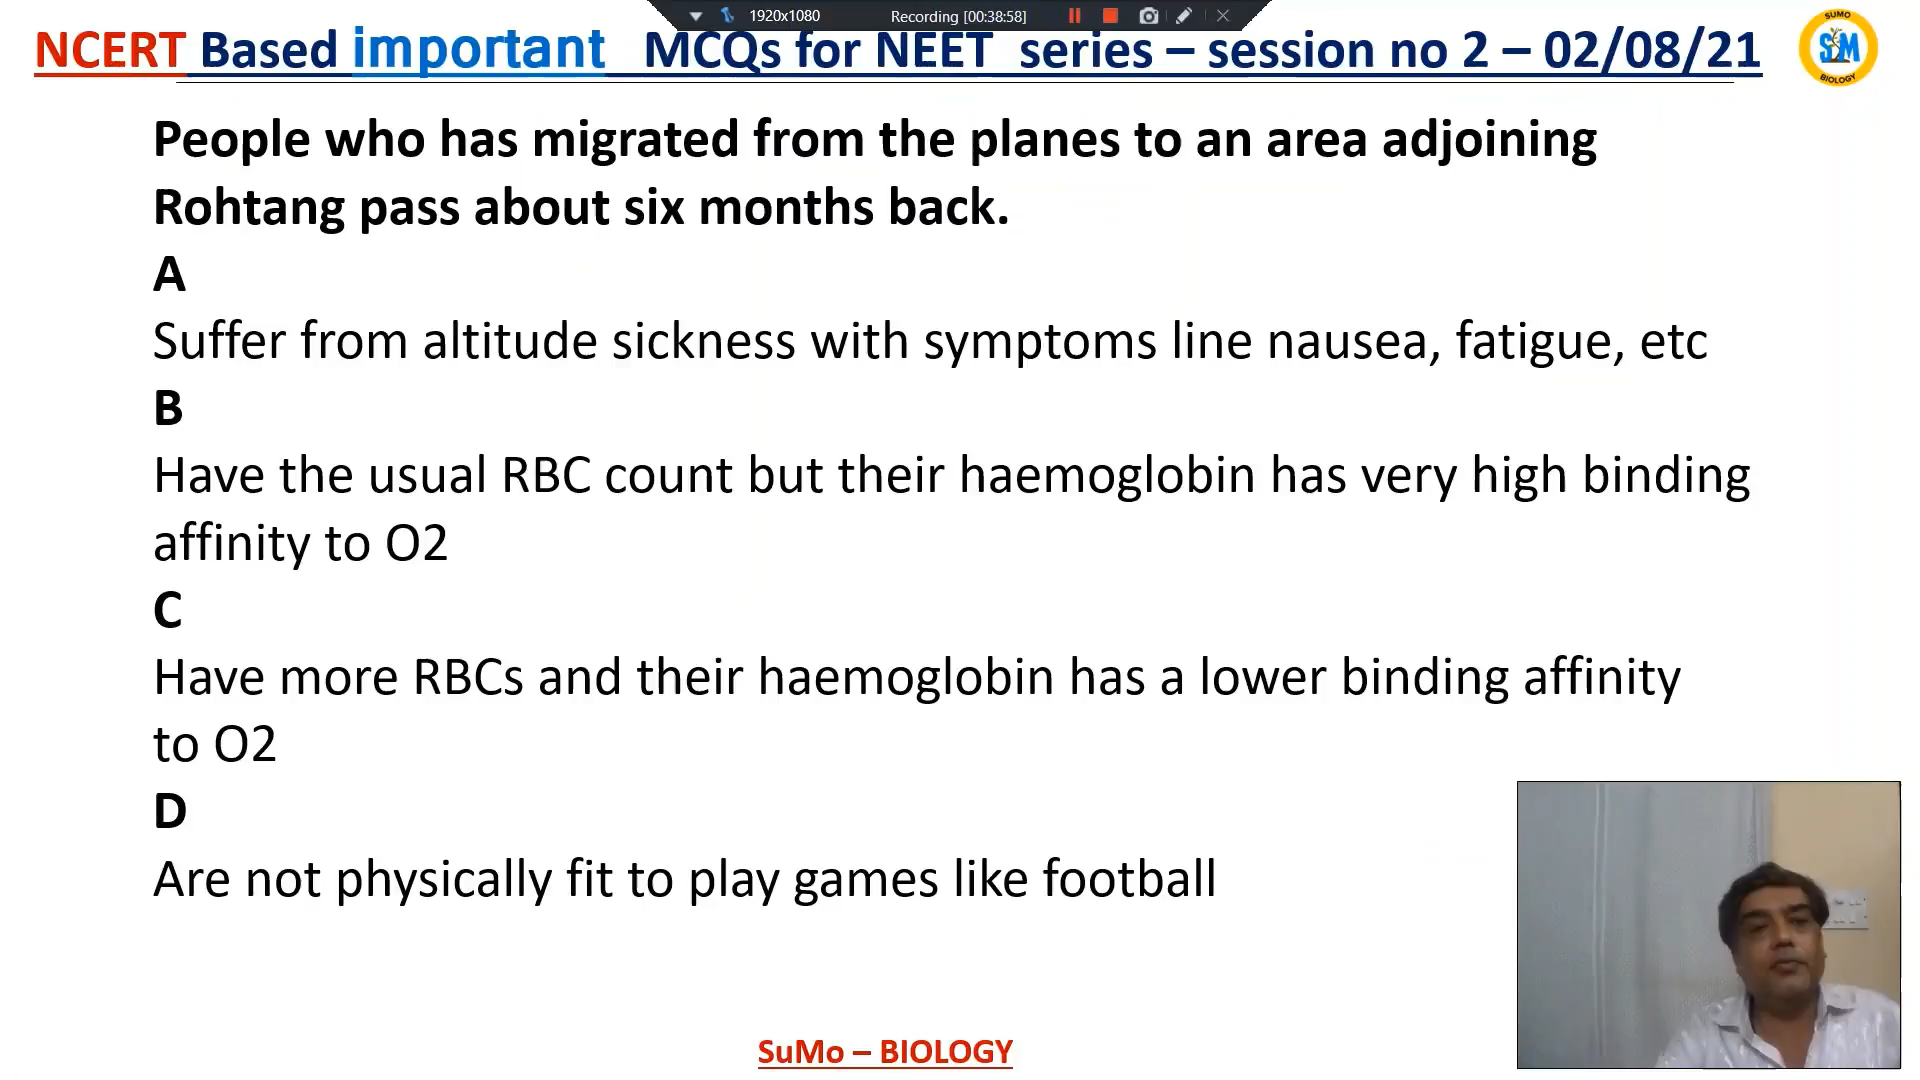 1920x1080 Recording [00:38:58]
NCERT Based important MCQs for NEET series – session no 2 – 02/08/21
SUMO
SM
BIOLOGY
People who has migrated from the planes to an area adjoining
Rohtang pass about six months back.
A
Suffer from altitude sickness with symptoms line nausea, fatigue, etc
B
Have the usual RBC count but their haemoglobin has very high binding
affinity to O2
C
Have more RBCs and their haemoglobin has a lower binding affinity
to O2
D
Are not physically fit to play games like football
SuMo – BIOLOGY